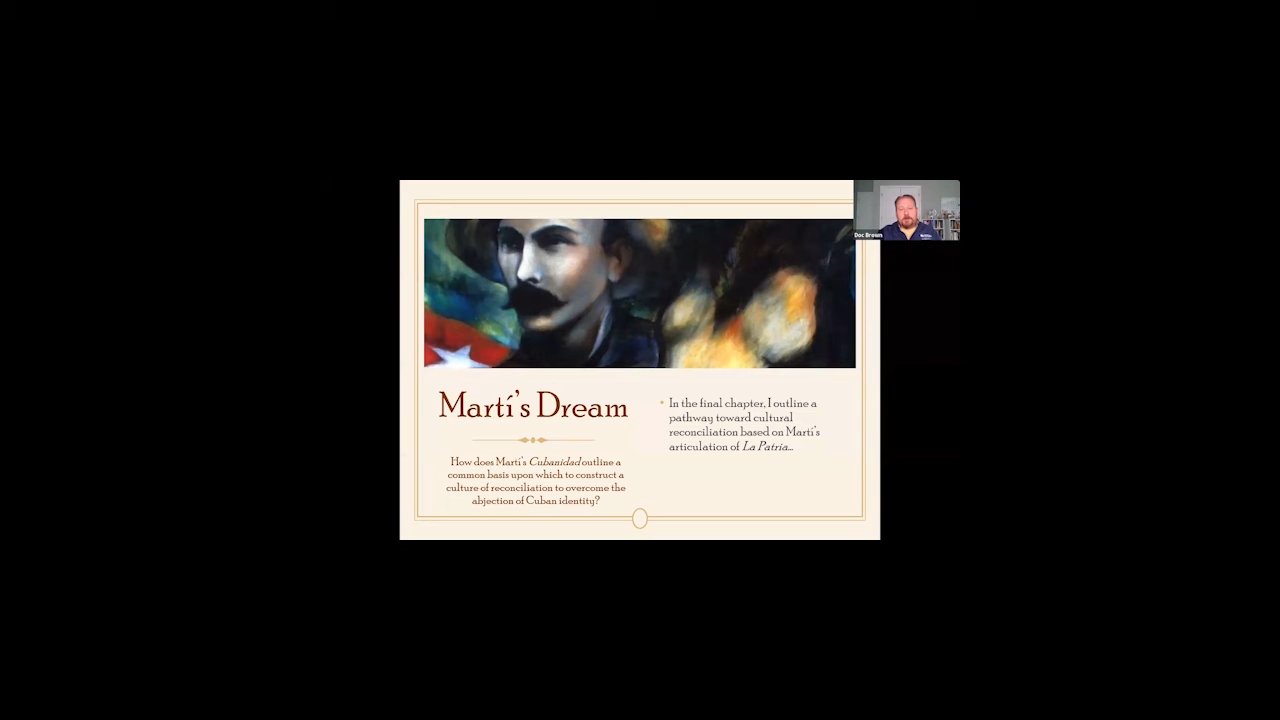 Doc Brown
Martí's Dream
How does Martí's Cubanidad outline a
common basis upon which to construct a
culture of reconciliation to overcome the
abjection of Cuban identity?
• In the final chapter, I outline a
pathway toward cultural
reconciliation based on Martí's
articulation of La Patria...